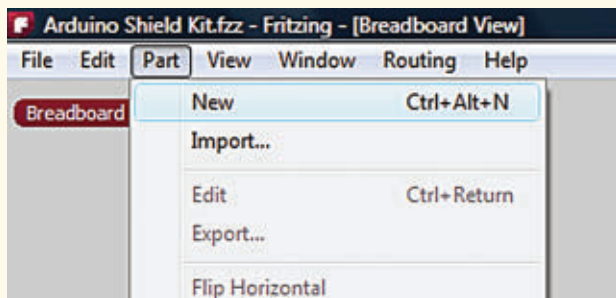 Arduino Shield Kit.fzz - Fritzing - [Breadboard View]
File Edit Part View Window Routing Help
Breadboard
New Ctrl+Alt+N
Import...
Edit Ctrl+Return
Export...
Flip Horizontal